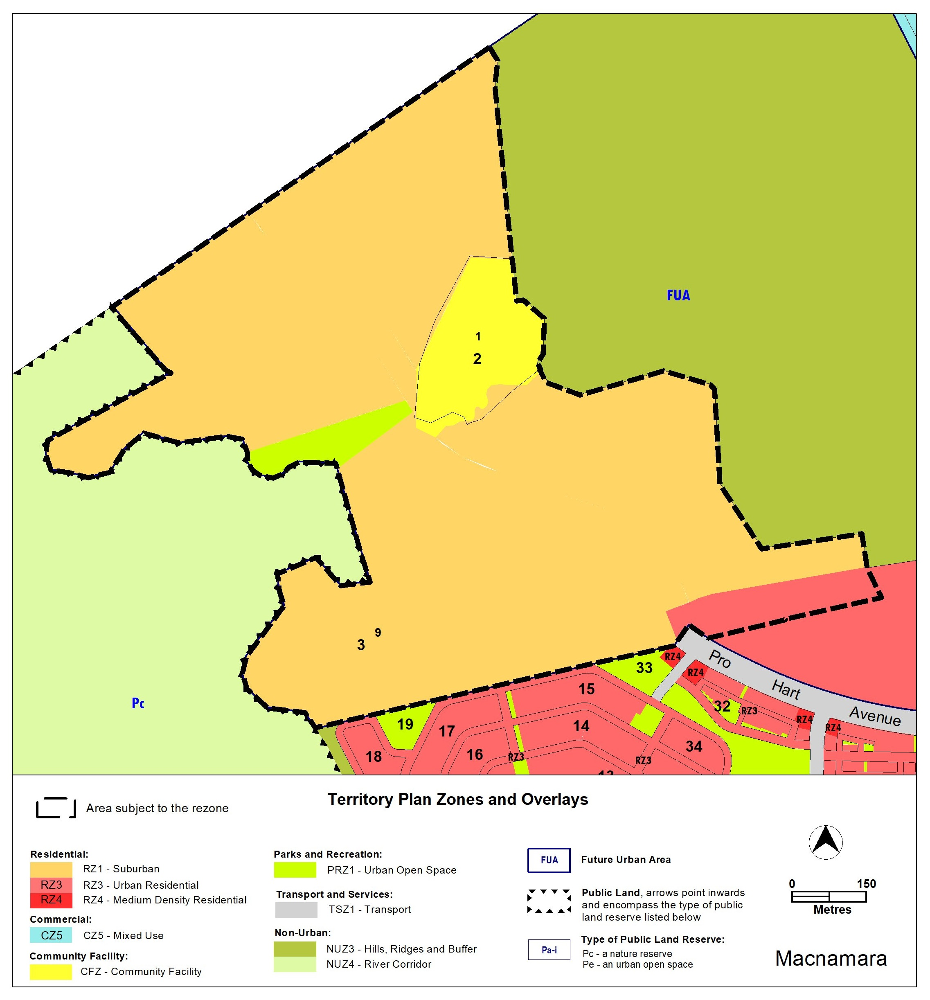 FUA
1
2
9
3
Pc
Pro
Hart
Avenue
RZ4
RZ4
RZ4
RZ4
33
32
RZ3
15
19
17
14
34
18
16
RZ3
RZ3
Territory Plan Zones and Overlays
Area subject to the rezone
Residential:
RZ1 - Suburban
RZ3 RZ3 - Urban Residential
RZ4 RZ4 - Medium Density Residential
Commercial:
CZ5 CZ5 - Mixed Use
Community Facility:
CFZ - Community Facility
Parks and Recreation:
PRZ1 - Urban Open Space
Transport and Services:
TSZ1 - Transport
Non-Urban:
NUZ3 - Hills, Ridges and Buffer
NUZ4 - River Corridor
FUA Future Urban Area
Public Land, arrows point inwards
and encompass the type of public
land reserve listed below
Type of Public Land Reserve:
Pa-i
Pc - a nature reserve
Pe - an urban open space
0 150
Metres
Macnamara